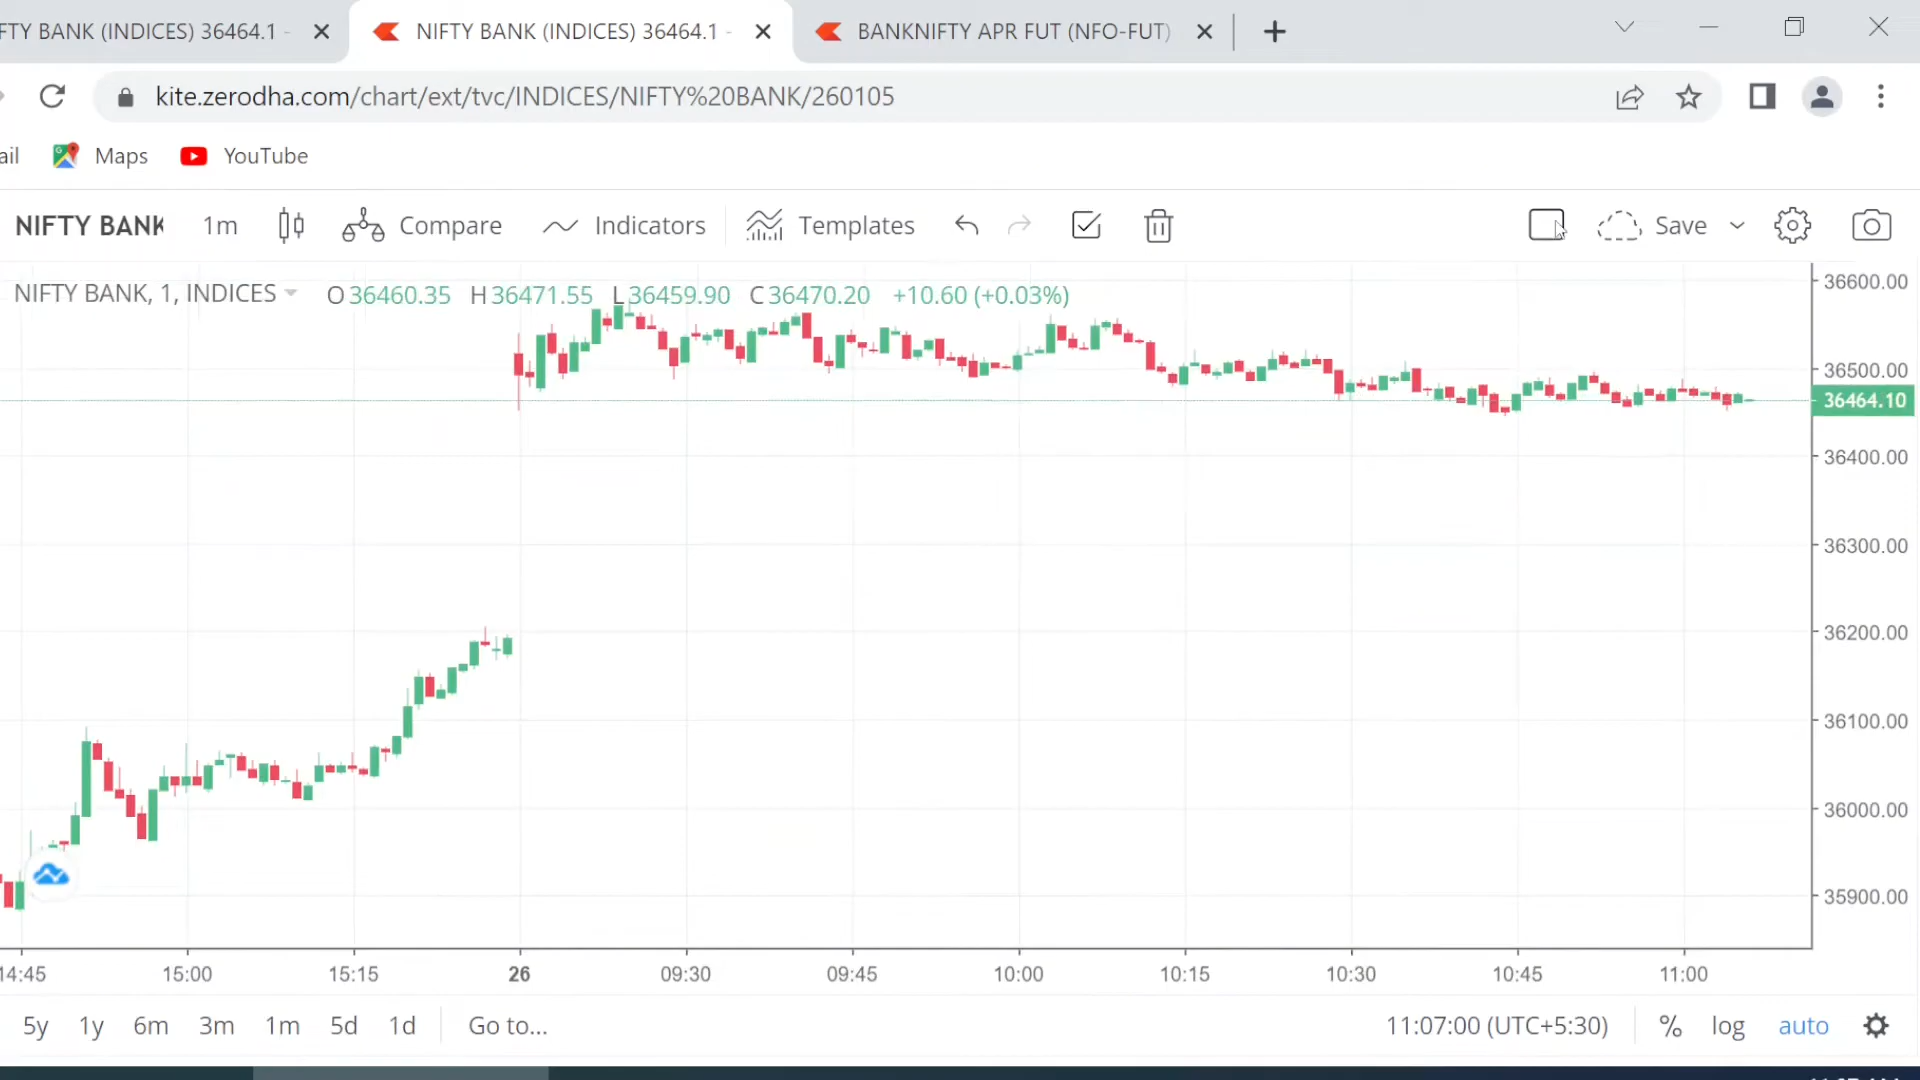 FTY BANK (INDICES) 36464.1 -
NIFTY BANK (INDICES) 36464.1 -
BANKNIFTY APR FUT (NFO-FUT)
kite.zerodha.com/chart/ext/tvc/INDICES/NIFTY%20BANK/260105
ail Maps YouTube
NIFTY BANK 1m Compare Indicators Templates Save
NIFTY BANK, 1, INDICES O36460.35 H36471.55 L36459.90 C36470.20 +10.60 (+0.03%)
36600.00
36500.00
36464.10
36400.00
36300.00
36200.00
36100.00
36000.00
35900.00
14:45 15:00 15:15 26 09:30 09:45 10:00 10:15 10:30 10:45 11:00
5y 1y 6m 3m 1m 5d 1d Go to... 11:07:00 (UTC+5:30) % log auto